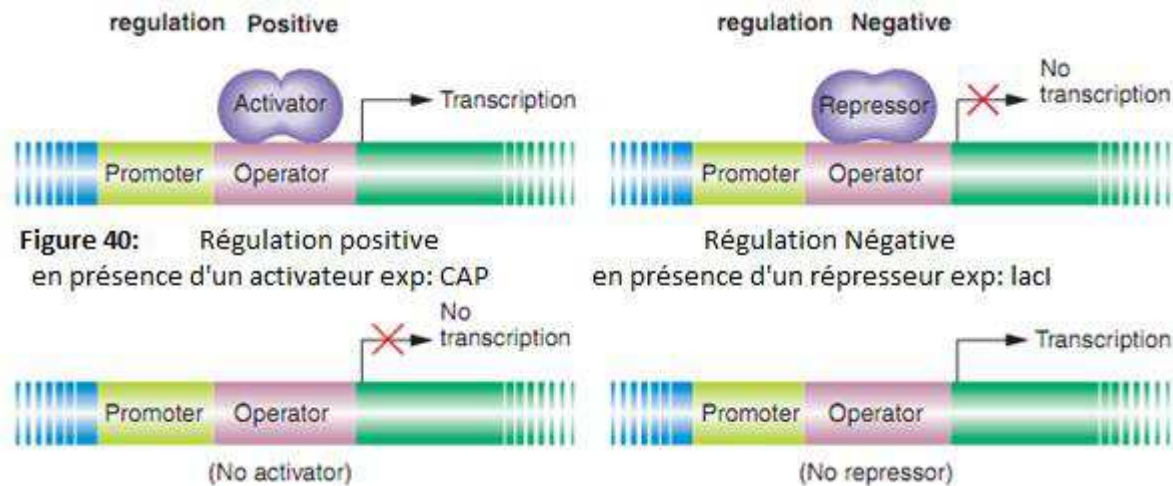 regulation Positive
regulation Negative
Activator
Transcription
Promoter Operator
Repressor
No
transcription
Promoter Operator
Figure 40: Régulation positive
en présence d'un activateur exp: CAP
Régulation Négative
en présence d'un répresseur exp: lacI
No
transcription
Promoter Operator
(No activator)
Transcription
Promoter Operator
(No repressor)